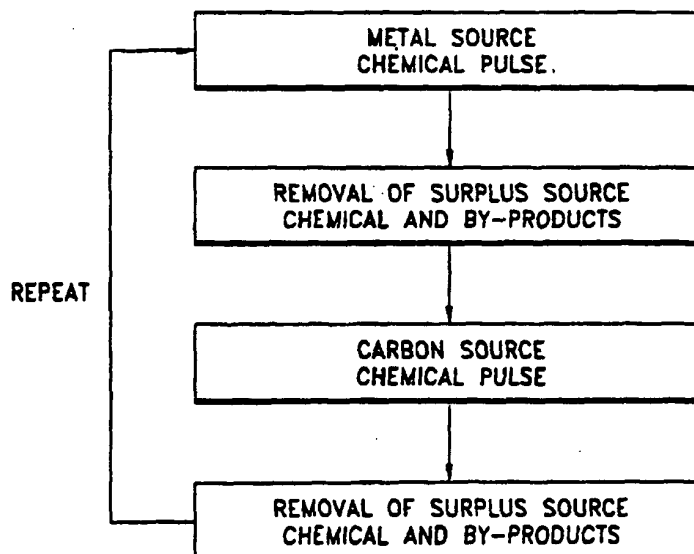 METAL SOURCE
CHEMICAL PULSE.
REMOVAL OF SURPLUS SOURCE
CHEMICAL AND BY-PRODUCTS
REPEAT
CARBON SOURCE
CHEMICAL PULSE
REMOVAL OF SURPLUS SOURCE
CHEMICAL AND BY-PRODUCTS